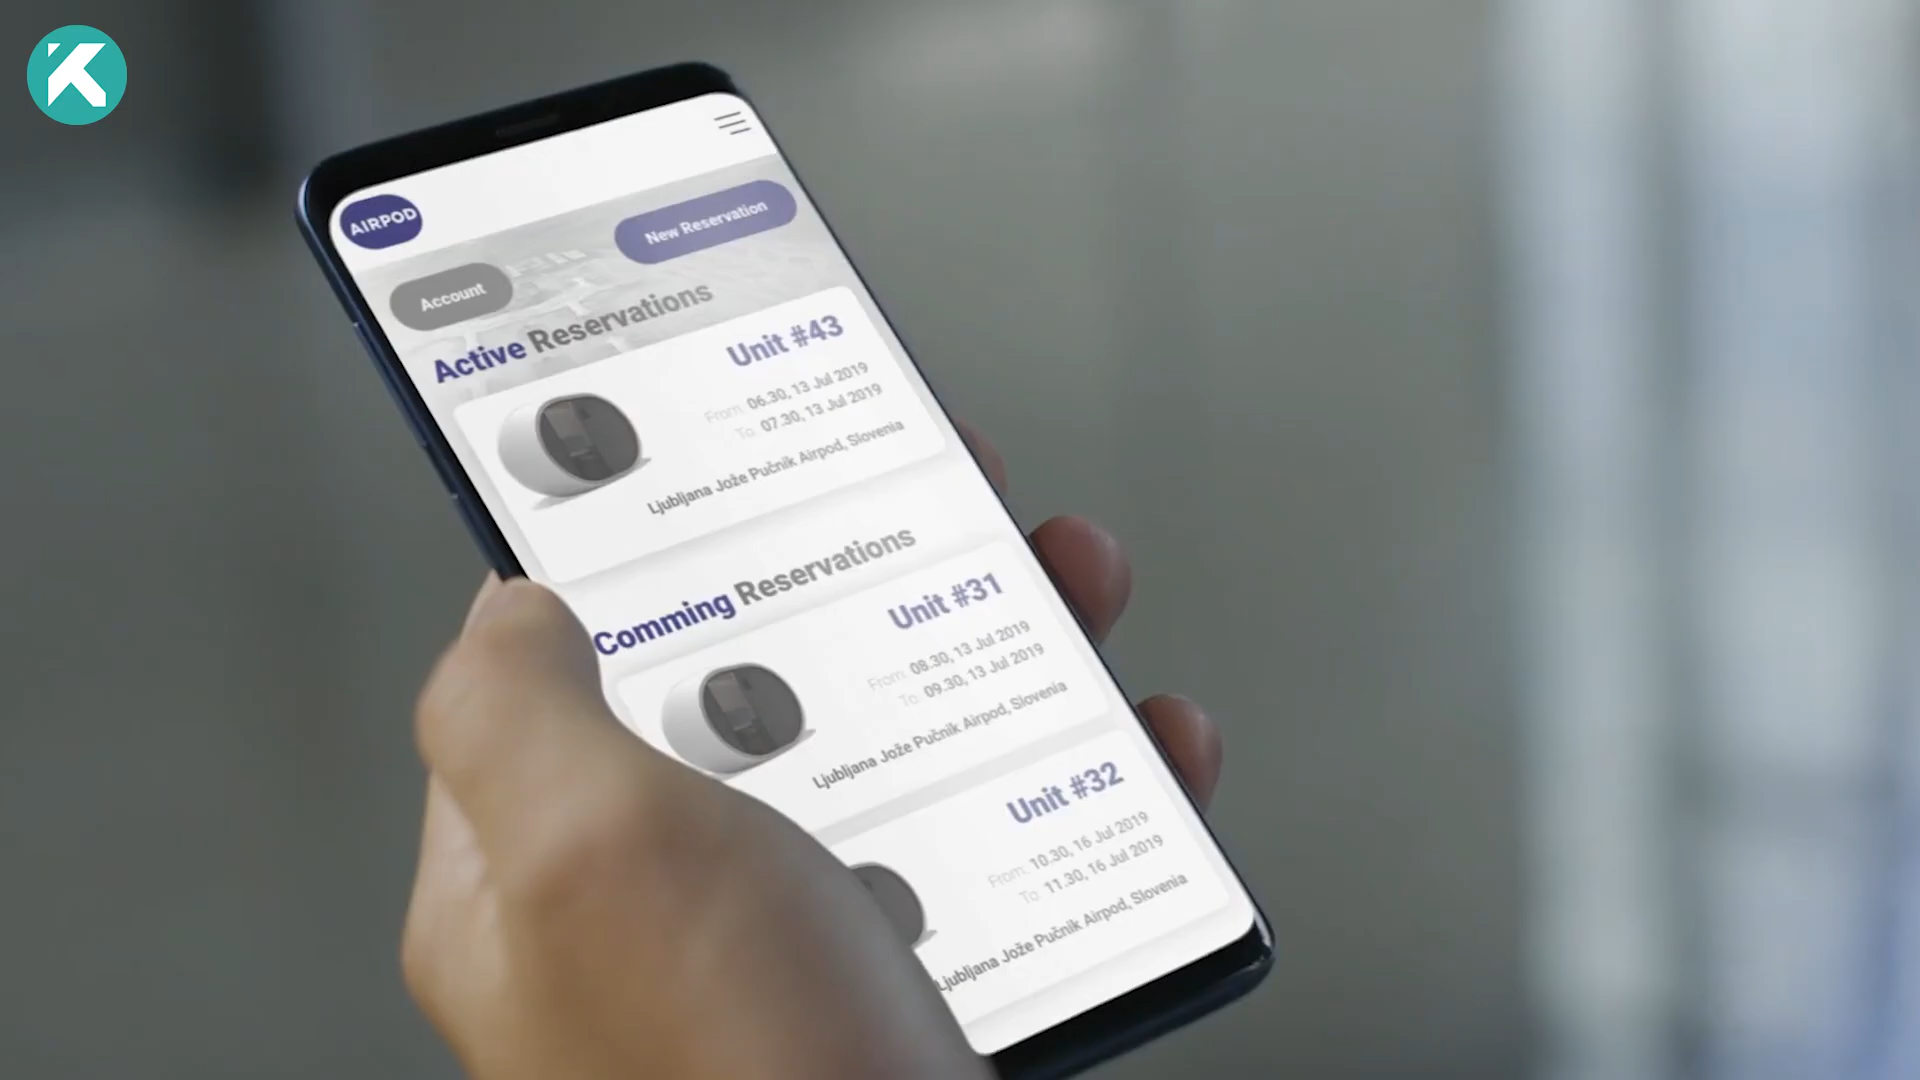 AIRPOD
New Reservation
Account
Active Reservations
Unit #43
From: 06.30, 13 Jul 2019
To: 07.30, 13 Jul 2019
Ljubljana Jože Pučnik Airpod, Slovenia
Comming Reservations
Unit #31
From: 08.30, 13 Jul 2019
To: 09.30, 13 Jul 2019
Ljubljana Jože Pučnik Airpod, Slovenia
Unit #32
From: 10.30, 16 Jul 2019
To: 11.30, 16 Jul 2019
Ljubljana Jože Pučnik Airpod, Slovenia